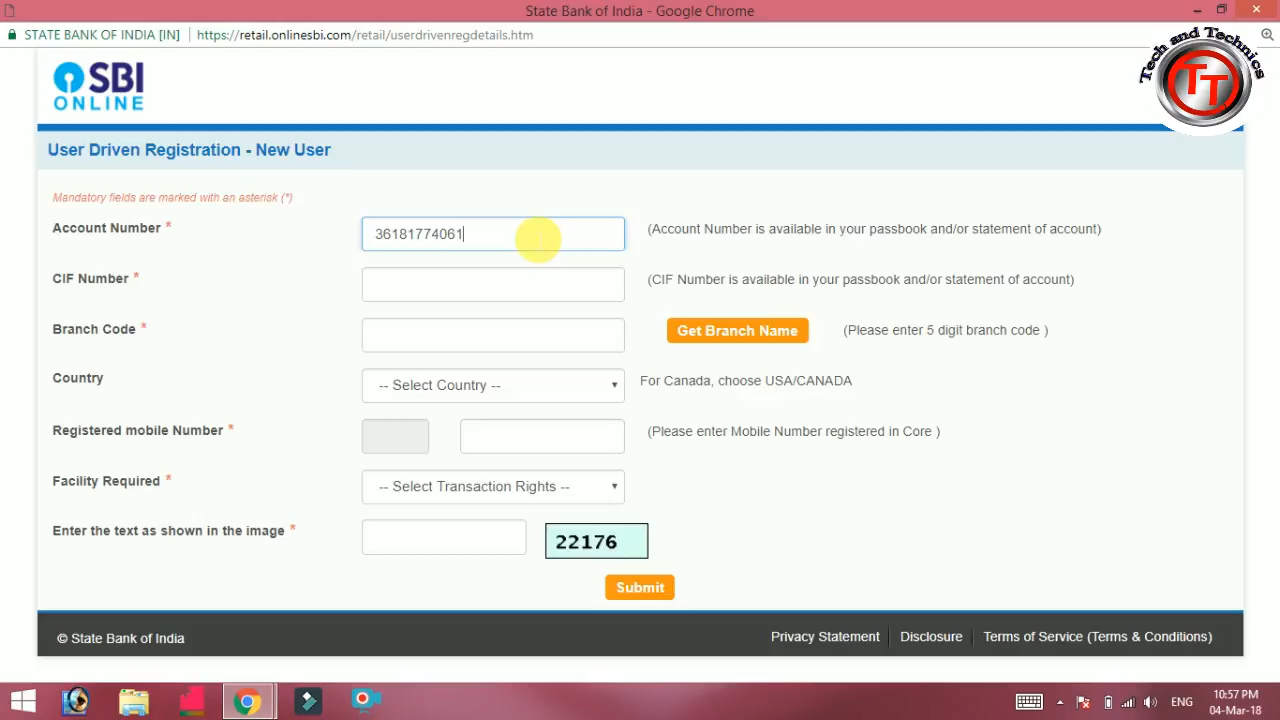 State Bank of India - Google Chrome
STATE BANK OF INDIA [IN] https://retail.onlinesbi.com/retail/userdrivenregdetails.htm
Tech and Technics
TT
SBI
ONLINE
User Driven Registration - New User
Mandatory fields are marked with an asterisk (*)
Account Number * 36181774061 (Account Number is available in your passbook and/or statement of account)
CIF Number * (CIF Number is available in your passbook and/or statement of account)
Branch Code * Get Branch Name (Please enter 5 digit branch code )
Country -- Select Country -- For Canada, choose USA/CANADA
Registered mobile Number * (Please enter Mobile Number registered in Core )
Facility Required * -- Select Transaction Rights --
Enter the text as shown in the image * 22176
Submit
© State Bank of India Privacy Statement Disclosure Terms of Service (Terms & Conditions)
ENG 10:57 PM
04-Mar-18